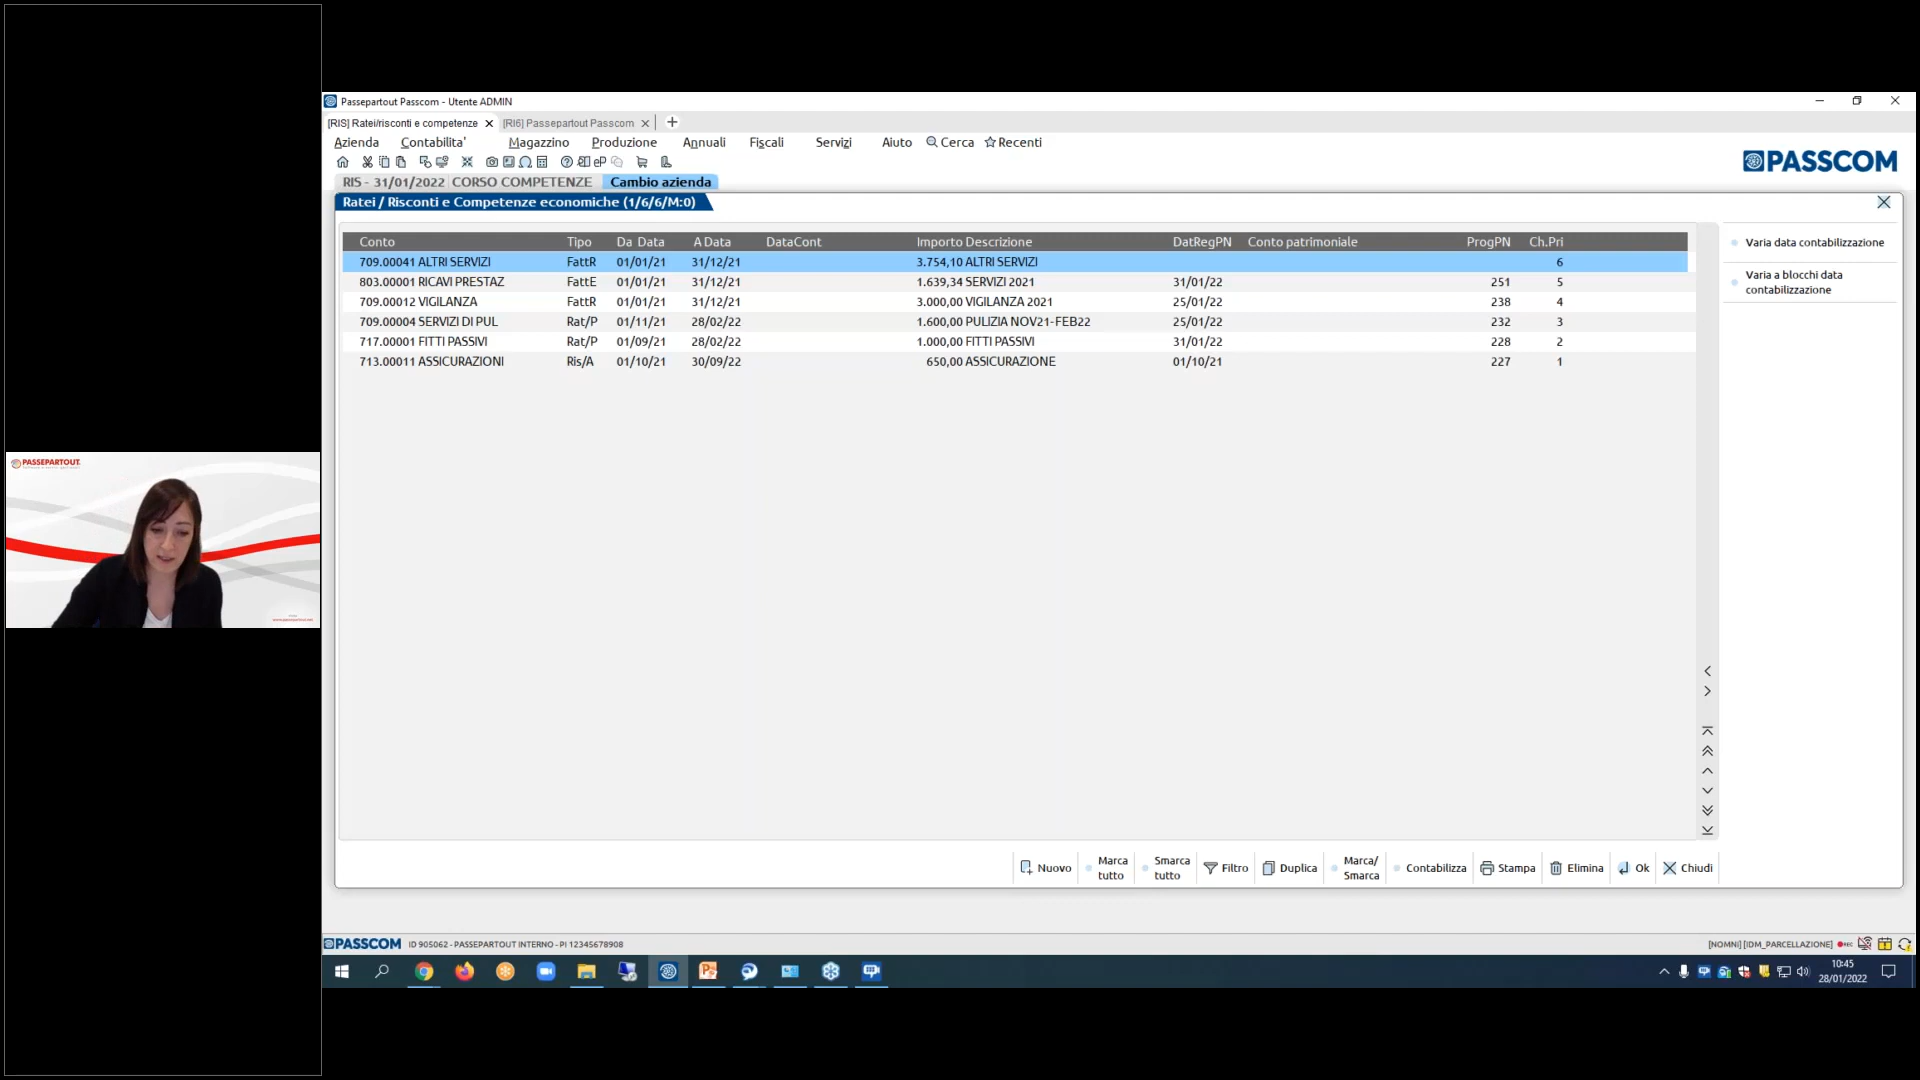 PASSEPARTOUT
Passepartout Passcom - Utente ADMIN
[RIS] Ratei/risconti e competenze
[RI6] Passepartout Passcom
Azienda Contabilita' Magazzino Produzione Annuali Fiscali Servizi Aiuto Cerca Recenti
PASSCOM
RIS - 31/01/2022 CORSO COMPETENZE Cambio azienda
Ratei / Risconti e Competenze economiche (1/6/6/M:0)
Conto Tipo Da Data A Data DataCont Importo Descrizione DatRegPN Conto patrimoniale ProgPN Ch.Pri
709.00041 ALTRI SERVIZI FattR 01/01/21 31/12/21 3.754,10 ALTRI SERVIZI 6
803.00001 RICAVI PRESTAZ FattE 01/01/21 31/12/21 1.639,34 SERVIZI 2021 31/01/22 251 5
709.00012 VIGILANZA FattR 01/01/21 31/12/21 3.000,00 VIGILANZA 2021 25/01/22 238 4
709.00004 SERVIZI DI PUL Rat/P 01/11/21 28/02/22 1.600,00 PULIZIA NOV21-FEB22 25/01/22 232 3
717.00001 FITTI PASSIVI Rat/P 01/09/21 28/02/22 1.000,00 FITTI PASSIVI 31/01/22 228 2
713.00011 ASSICURAZIONI Ris/A 01/10/21 30/09/22 650,00 ASSICURAZIONE 01/10/21 227 1
Varia data contabilizzazione
Varia a blocchi data
contabilizzazione
Nuovo
Marca
tutto
Smarca
tutto
Filtro
Duplica
Marca/
Smarca
Contabilizza
Stampa
Elimina
Ok
Chiudi
PASSCOM ID 905062 - PASSEPARTOUT INTERNO - PI 12345678908
[NOMNI] [IDM_PARCELLAZIONE] REC
10:45
28/01/2022